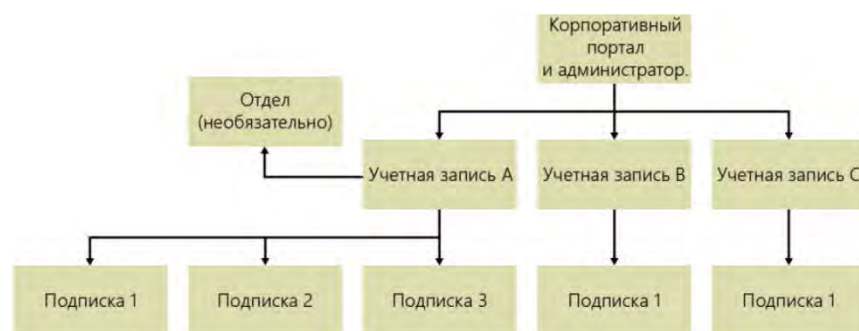 Корпоративный
портал
и администратор.
Отдел
(необязательно)
Учетная запись A
Учетная запись B
Учетная запись C
Подписка 1
Подписка 2
Подписка 3
Подписка 1
Подписка 1